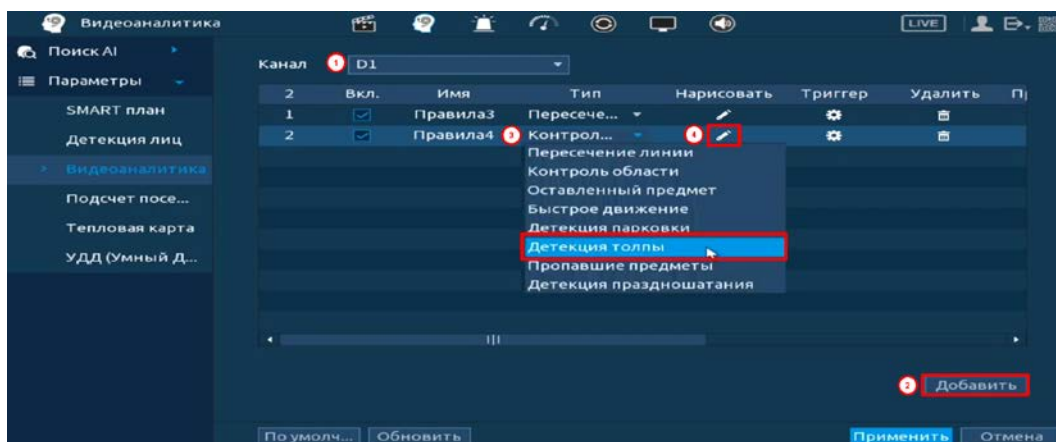 Видеоаналитика
LIVE
Поиск AI
Параметры
SMART план
Детекция лиц
Видеоаналитика
Подсчет посе...
Тепловая карта
УДД (Умный Д...
Канал 1 D1
2 Вкл. Имя Тип Нарисовать Триггер Удалить П
1 Правила3 Пересече...
2 Правила4 3 Контрол... 4
Пересечение линии
Контроль области
Оставленный предмет
Быстрое движение
Детекция парковки
Детекция толпы
Пропавшие предметы
Детекция праздношатания
2 Добавить
По умолч... Обновить Применить Отмена